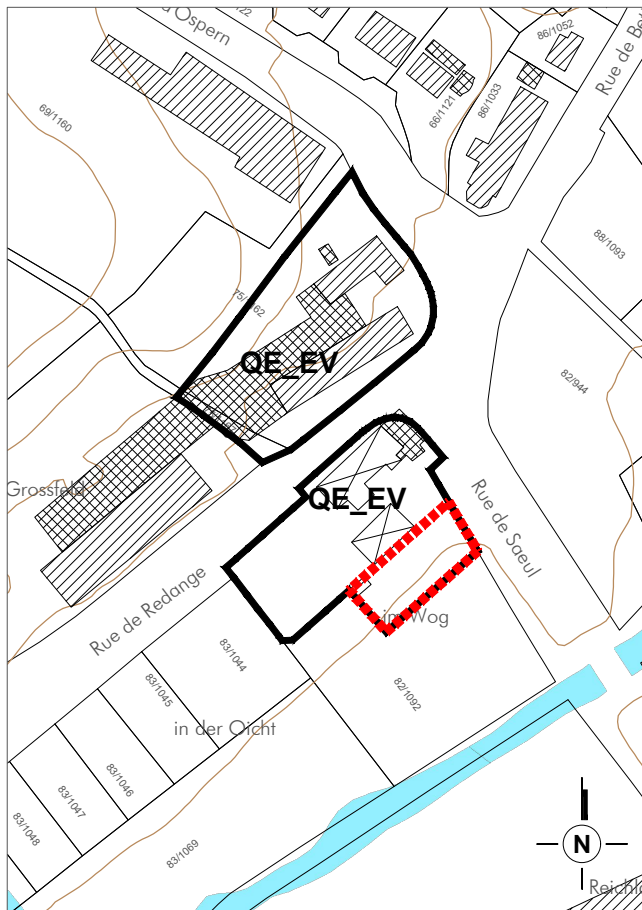 Ospern
22
86/1052
Rue de Be
66/1121
86/1033
69/1160
88/1093
QE_EV
82/944
Grossfeld
QE_EV
Rue de Saeul
Rue de Redange
im Wog
83/1044
83/1045
82/1092
in der Oicht
83/1046
83/1047
83/1048
83/1069
N
Reichl